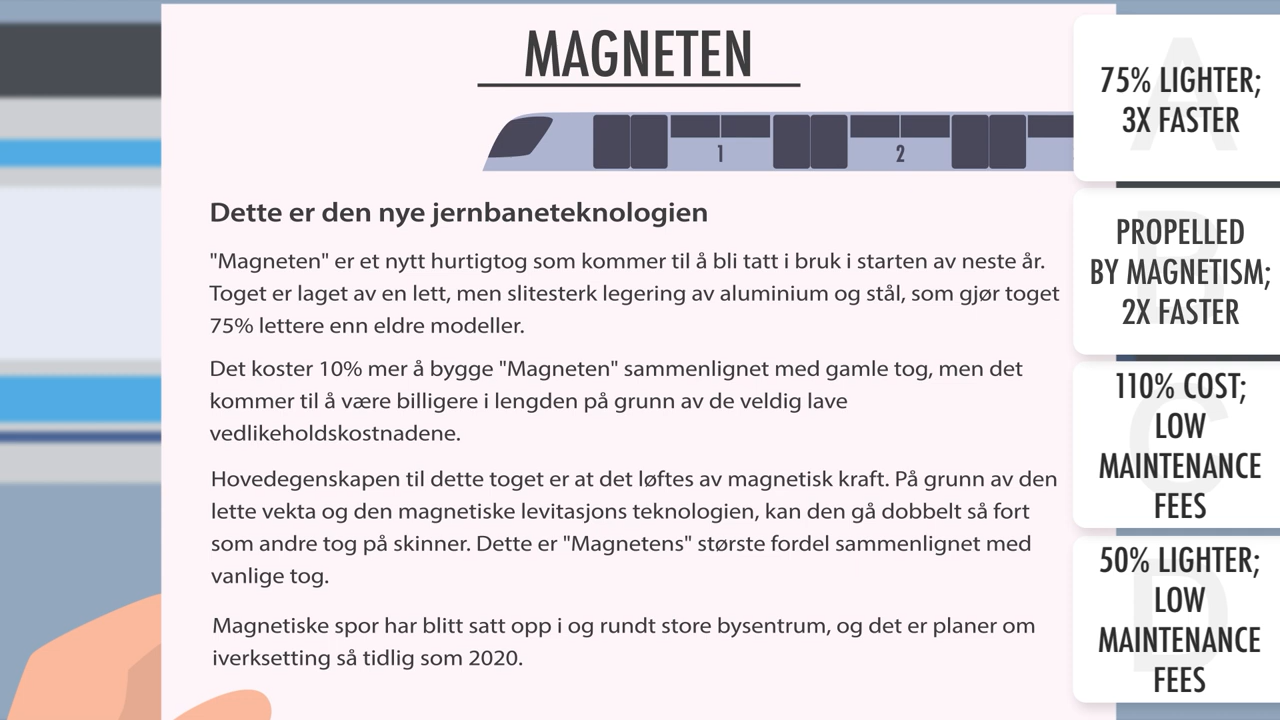 MAGNETEN
1
2
Dette er den nye jernbaneteknologien
"Magneten" er et nytt hurtigtog som kommer til å bli tatt i bruk i starten av neste år.
Toget er laget av en lett, men slitesterk legering av aluminium og stål, som gjør toget
75% lettere enn eldre modeller.
Det koster 10% mer å bygge "Magneten" sammenlignet med gamle tog, men det
kommer til å være billigere i lengden på grunn av de veldig lave
vedlikeholdskostnadene.
Hovedegenskapen til dette toget er at det løftes av magnetisk kraft. På grunn av den
lette vekta og den magnetiske levitasjons teknologien, kan den gå dobbelt så fort
som andre tog på skinner. Dette er "Magnetens" største fordel sammenlignet med
vanlige tog.
Magnetiske spor har blitt satt opp i og rundt store bysentrum, og det er planer om
iverksetting så tidlig som 2020.
A
75% LIGHTER;
3X FASTER
B
PROPELLED
BY MAGNETISM;
2X FASTER
C
110% COST;
LOW
MAINTENANCE
FEES
D
50% LIGHTER;
LOW
MAINTENANCE
FEES